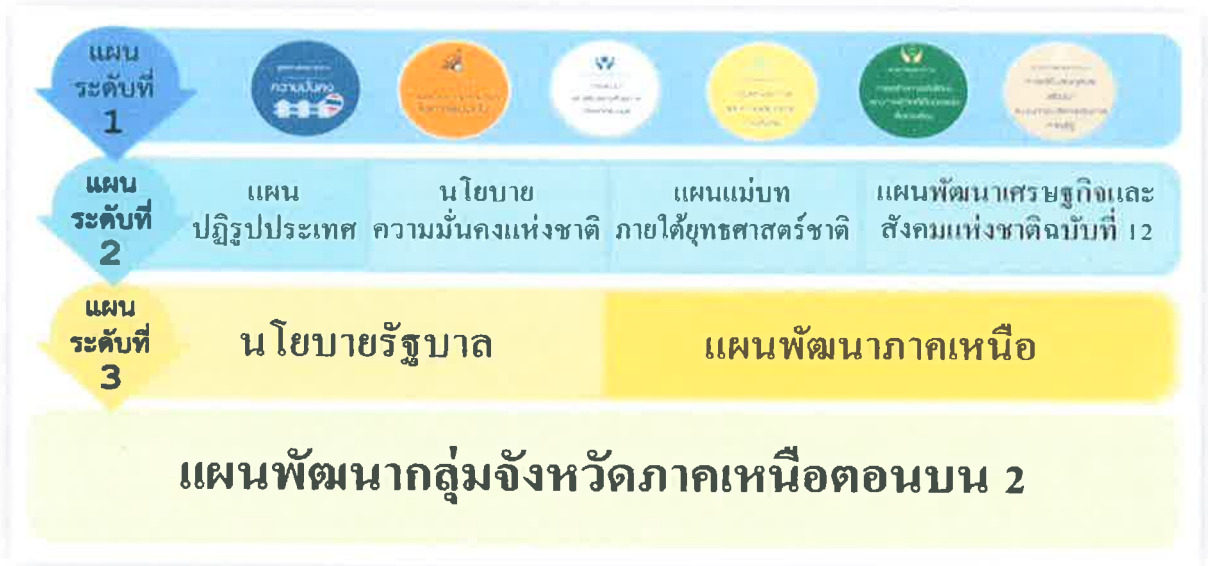 แผน
ระดับที่
1
ความมั่นคง
แผน
ระดับที่
2
แผน
ปฏิรูปประเทศ
นโยบาย
ความมั่นคงแห่งชาติ
แผนแม่บท
ภายใต้ยุทธศาสตร์ชาติ
แผนพัฒนาเศรษฐกิจและ
สังคมแห่งชาติฉบับที่ 12
แผน
ระดับที่
3
นโยบายรัฐบาล
แผนพัฒนาภาคเหนือ
แผนพัฒนากลุ่มจังหวัดภาคเหนือตอนบน 2